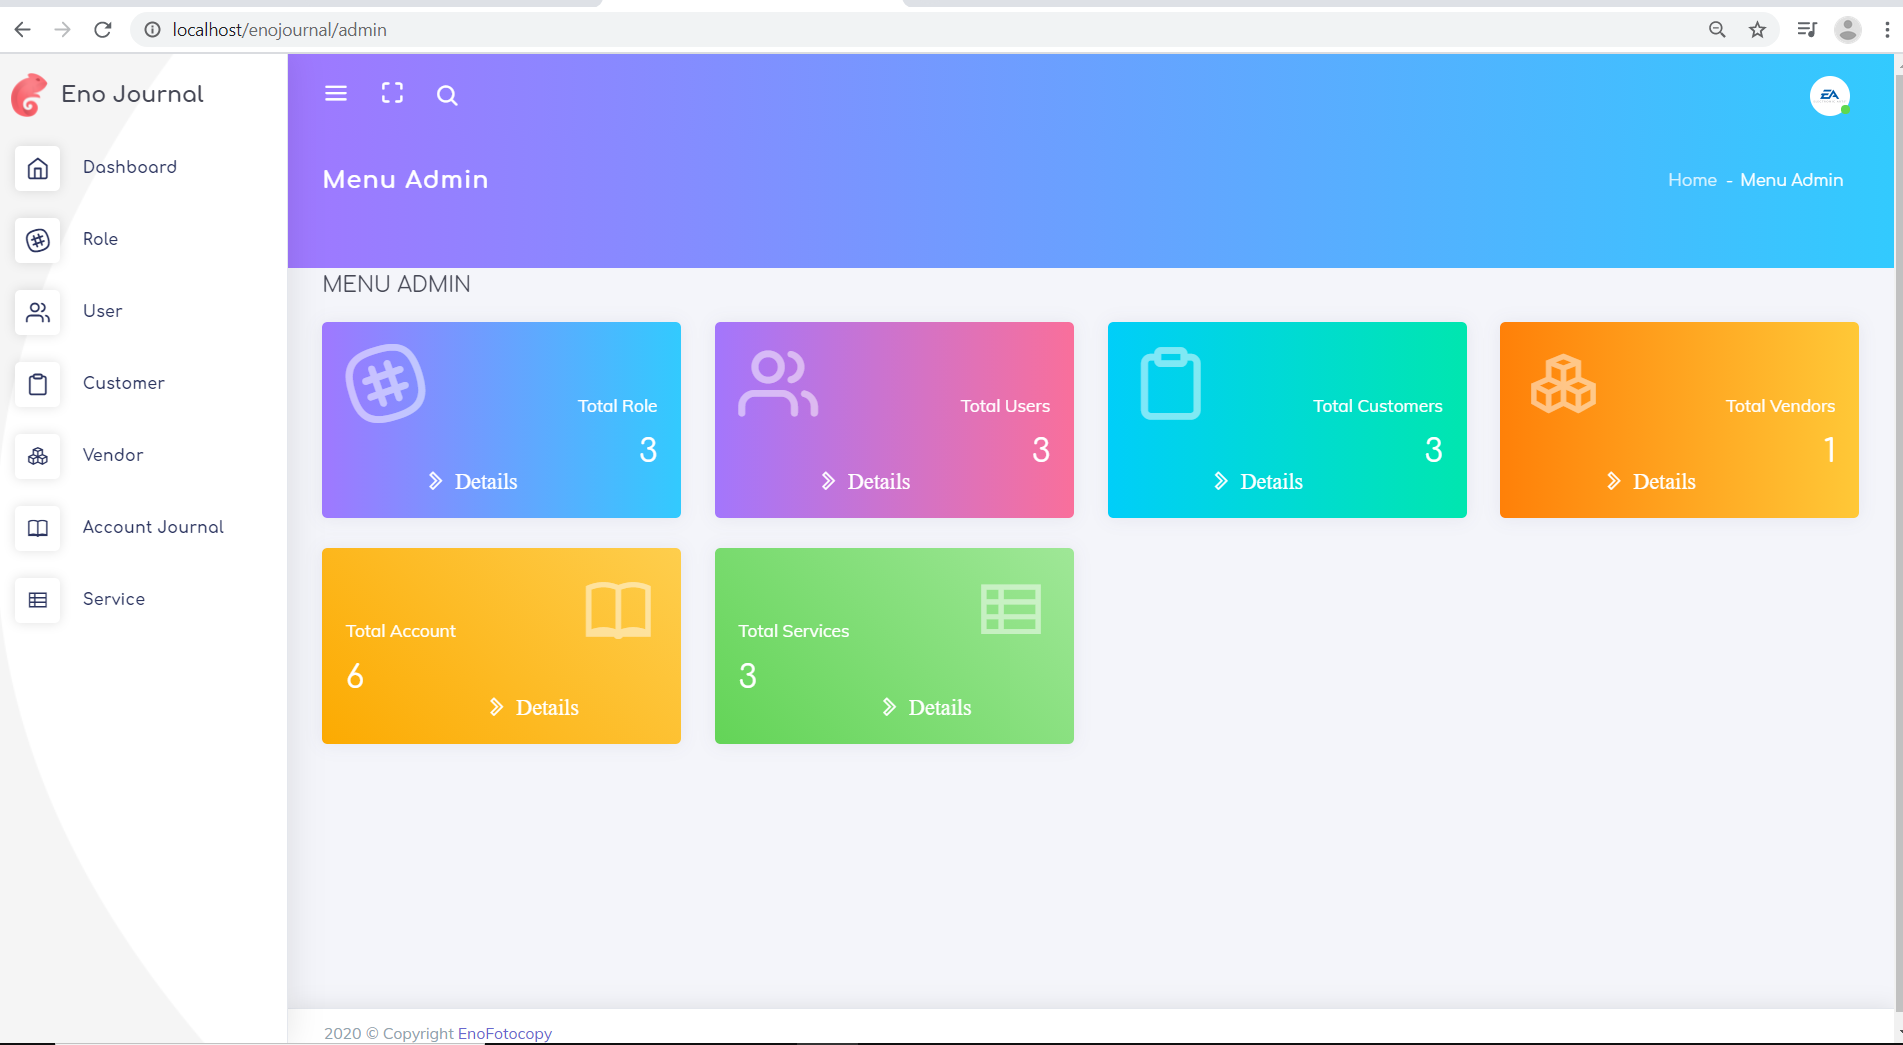 localhost/enojournal/admin
Eno Journal
Dashboard
Role
User
Customer
Vendor
Account Journal
Service
EA
Menu Admin
Home - Menu Admin
MENU ADMIN
Total Role
3
Details
Total Users
3
Details
Total Customers
3
Details
Total Vendors
1
Details
Total Account
6
Details
Total Services
3
Details
2020 © Copyright EnoFotocopy